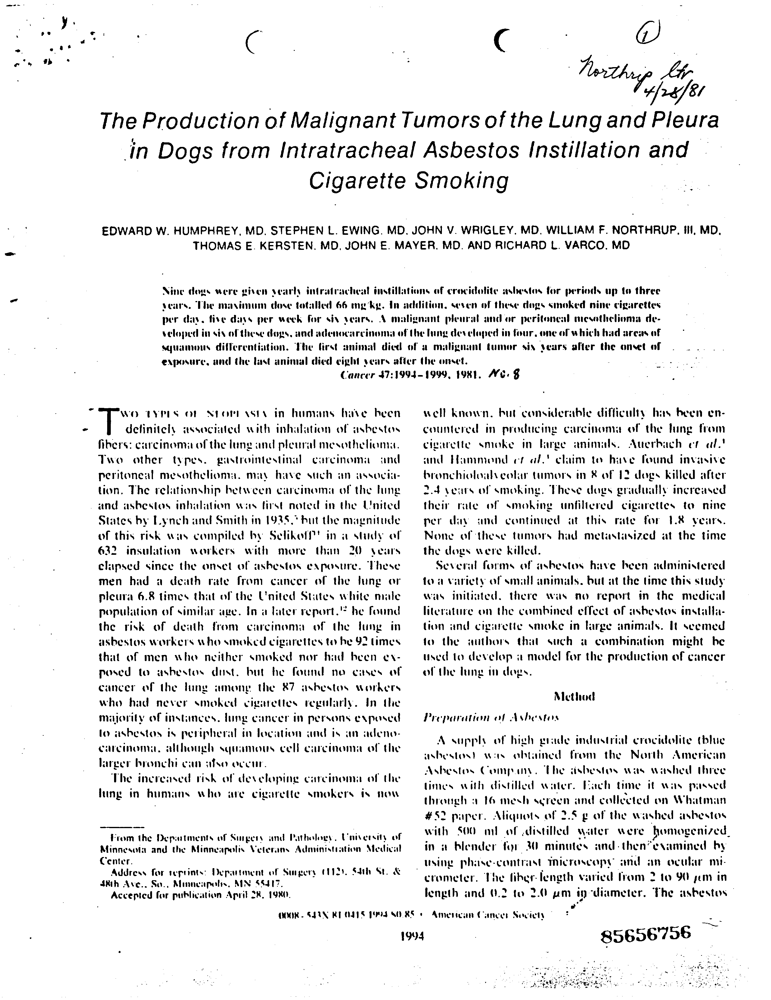 ①
Northrip ltr
4/28/81
The Production of Malignant Tumors of the Lung and Pleura
in Dogs from Intratracheal Asbestos Instillation and
Cigarette Smoking
EDWARD W. HUMPHREY, MD, STEPHEN L. EWING, MD, JOHN V. WRIGLEY, MD, WILLIAM F. NORTHRUP, III, MD,
THOMAS E. KERSTEN, MD, JOHN E. MAYER, MD, AND RICHARD L. VARCO, MD
Nine dogs were given yearly intratracheal instillations of crocidolite asbestos for periods up to three
years. The maximum dose totalled 66 mg/kg. In addition, seven of these dogs smoked nine cigarettes
per day, five days per week for six years. A malignant pleural and or peritoneal mesothelioma de-
veloped in six of these dogs, and adenocarcinoma of the lung developed in four, one of which had areas of
squamous differentiation. The first animal died of a malignant tumor six years after the onset of
exposure, and the last animal died eight years after the onset.
Cancer 47:1994-1999, 1981. No. 8
TWO TYPES OF NEOPLASIA in humans have been
definitely associated with inhalation of asbestos
fibers: carcinoma of the lung and pleural mesothelioma.
Two other types, gastrointestinal carcinoma and
peritoneal mesothelioma, may have such an associa-
tion. The relationship between carcinoma of the lung
and asbestos inhalation was first noted in the United
States by Lynch and Smith in 1935,⁵ but the magnitude
of this risk was compiled by Selikoff¹¹ in a study of
632 insulation workers with more than 20 years
elapsed since the onset of asbestos exposure. These
men had a death rate from cancer of the lung or
pleura 6.8 times that of the United States white male
population of similar age. In a later report,¹² he found
the risk of death from carcinoma of the lung in
asbestos workers who smoked cigarettes to be 92 times
that of men who neither smoked nor had been ex-
posed to asbestos dust, but he found no cases of
cancer of the lung among the 87 asbestos workers
who had never smoked cigarettes regularly. In the
majority of instances, lung cancer in persons exposed
to asbestos is peripheral in location and is an adeno-
carcinoma, although squamous cell carcinoma of the
larger bronchi can also occur.
The increased risk of developing carcinoma of the
lung in humans who are cigarette smokers is now
From the Departments of Surgery and Pathology, University of
Minnesota and the Minneapolis Veterans Administration Medical
Center.
Address for reprints: Department of Surgery (112), 54th St. &
48th Ave., So., Minneapolis, MN 55417.
Accepted for publication April 28, 1980.
well known, but considerable difficulty has been en-
countered in producing carcinoma of the lung from
cigarette smoke in large animals. Auerbach et al.¹
and Hammond et al.¹ claim to have found invasive
bronchioloalveolar tumors in 8 of 12 dogs killed after
2.4 years of smoking. These dogs gradually increased
their rate of smoking unfiltered cigarettes to nine
per day and continued at this rate for 1.8 years.
None of these tumors had metastasized at the time
the dogs were killed.
Several forms of asbestos have been administered
to a variety of small animals, but at the time this study
was initiated, there was no report in the medical
literature on the combined effect of asbestos installa-
tion and cigarette smoke in large animals. It seemed
to the authors that such a combination might be
used to develop a model for the production of cancer
of the lung in dogs.
Method
Preparation of Asbestos
A supply of high grade industrial crocidolite (blue
asbestos) was obtained from the North American
Asbestos Company. The asbestos was washed three
times with distilled water. Each time it was passed
through a 16 mesh screen and collected on Whatman
#52 paper. Aliquots of 2.5 g of the washed asbestos
with 500 ml of distilled water were homogenized
in a blender for 30 minutes and then examined by
using phase-contrast microscopy and an ocular mi-
crometer. The fiber length varied from 2 to 90 μm in
length and 0.2 to 2.0 μm in diameter. The asbestos
0008-543X 81 0415 1994 $0.85 American Cancer Society
1994
85656756